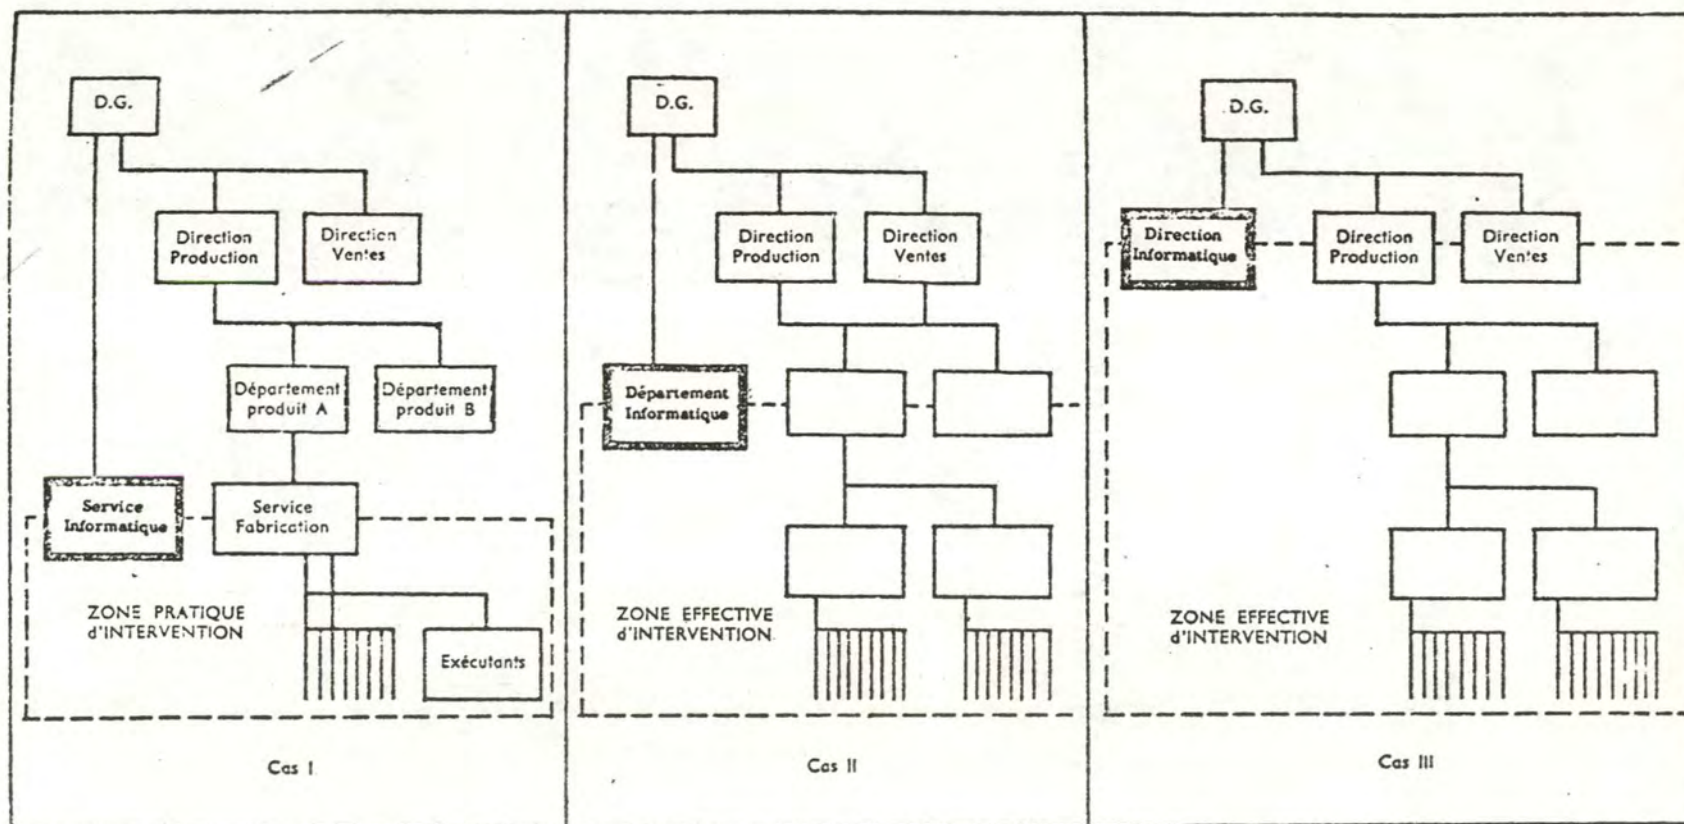 D.G.
Direction
Production
Direction
Ventes
Département
produit A
Département
produit B
Service
Informatique
Service
Fabrication
ZONE PRATIQUE
d'INTERVENTION
Exécutants
Cas I
D.G.
Direction
Production
Direction
Ventes
Département
Informatique
ZONE EFFECTIVE
d'INTERVENTION
Cas II
D.G.
Direction
Informatique
Direction
Production
Direction
Ventes
ZONE EFFECTIVE
d'INTERVENTION
Cas III